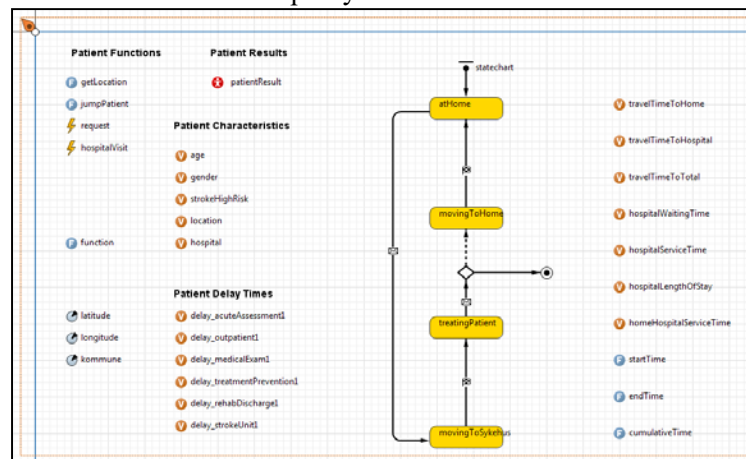 Patient Functions
getLocation
jumpPatient
request
hospitalVisit
function
latitude
longitude
kommune
Patient Results
patientResult
Patient Characteristics
age
gender
strokeHighRisk
location
hospital
Patient Delay Times
delay_acuteAssessment1
delay_outpatient1
delay_medicalExam1
delay_treatmentPrevention1
delay_rehabDischarge1
delay_strokeUnit1
statechart
atHome
movingToHome
treatingPatient
movingToSykehus
travelTimeToHome
travelTimeToHospital
travelTimeToTotal
hospitalWaitingTime
hospitalServiceTime
hospitalLengthOfStay
homeHospitalServiceTime
startTime
endTime
cumulativeTime